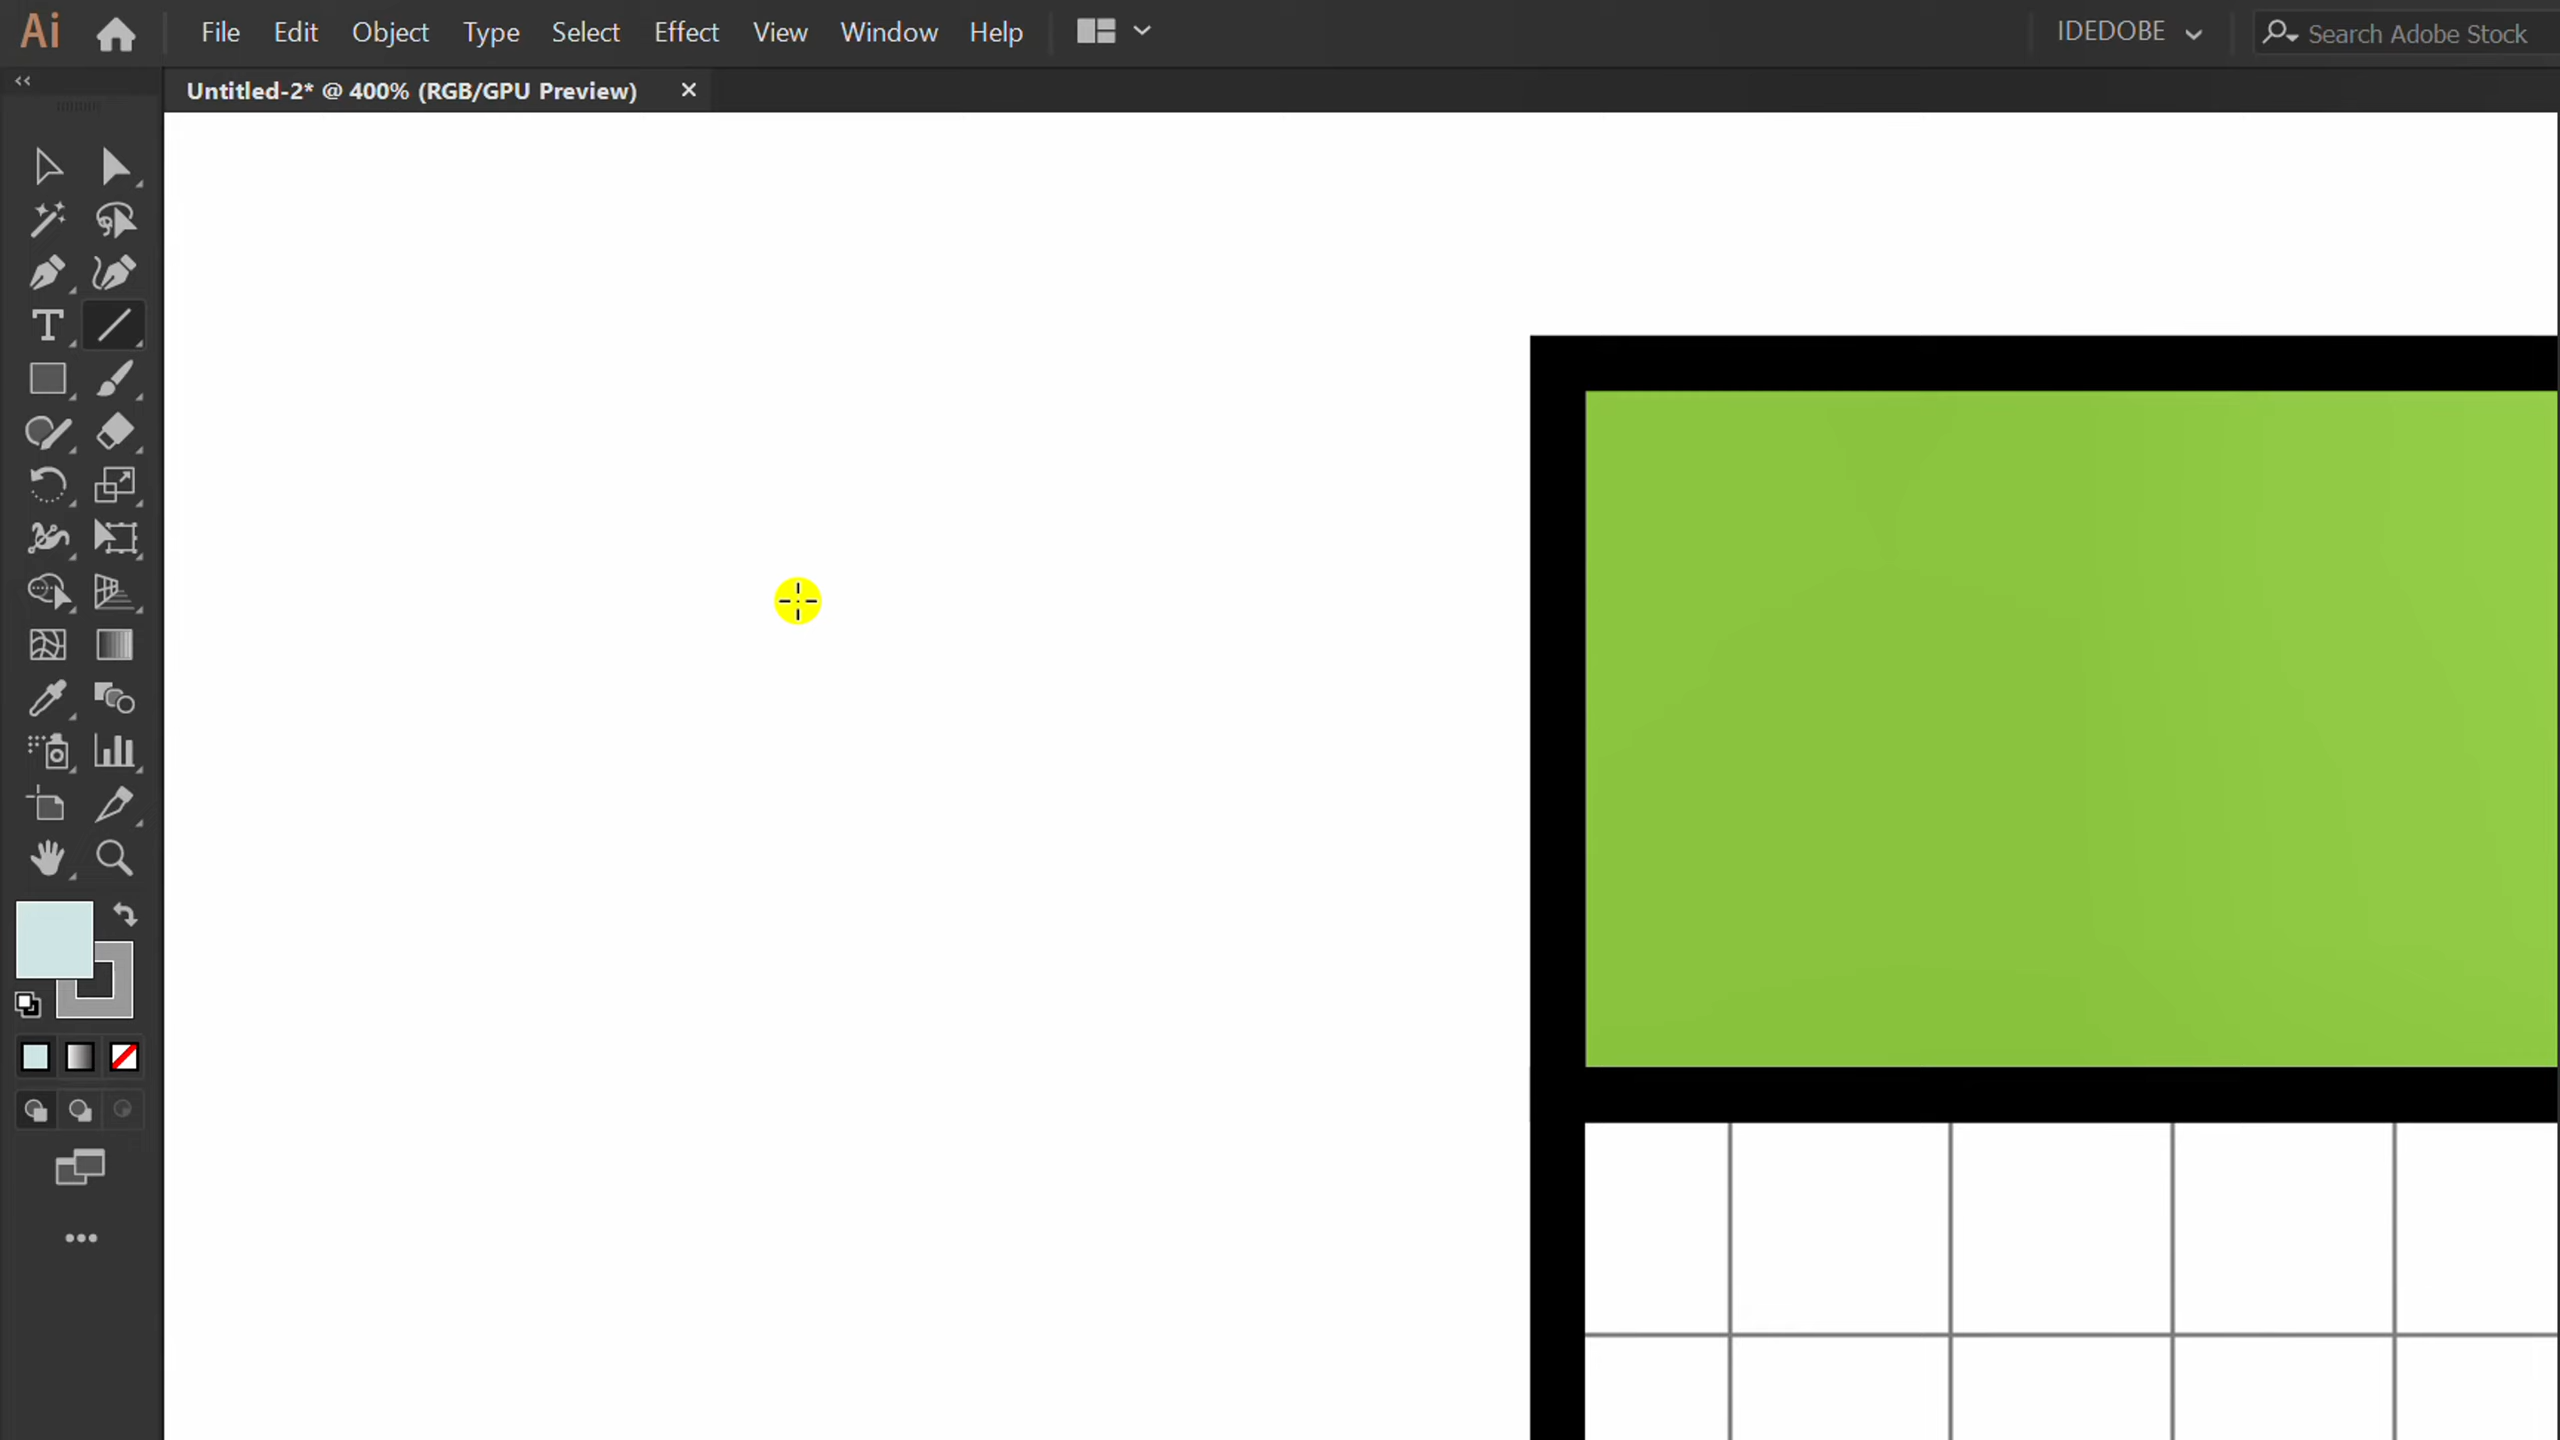 Ai File Edit Object Type Select Effect View Window Help IDEDOBE Search Adobe Stock
Untitled-2* @ 400% (RGB/GPU Preview)